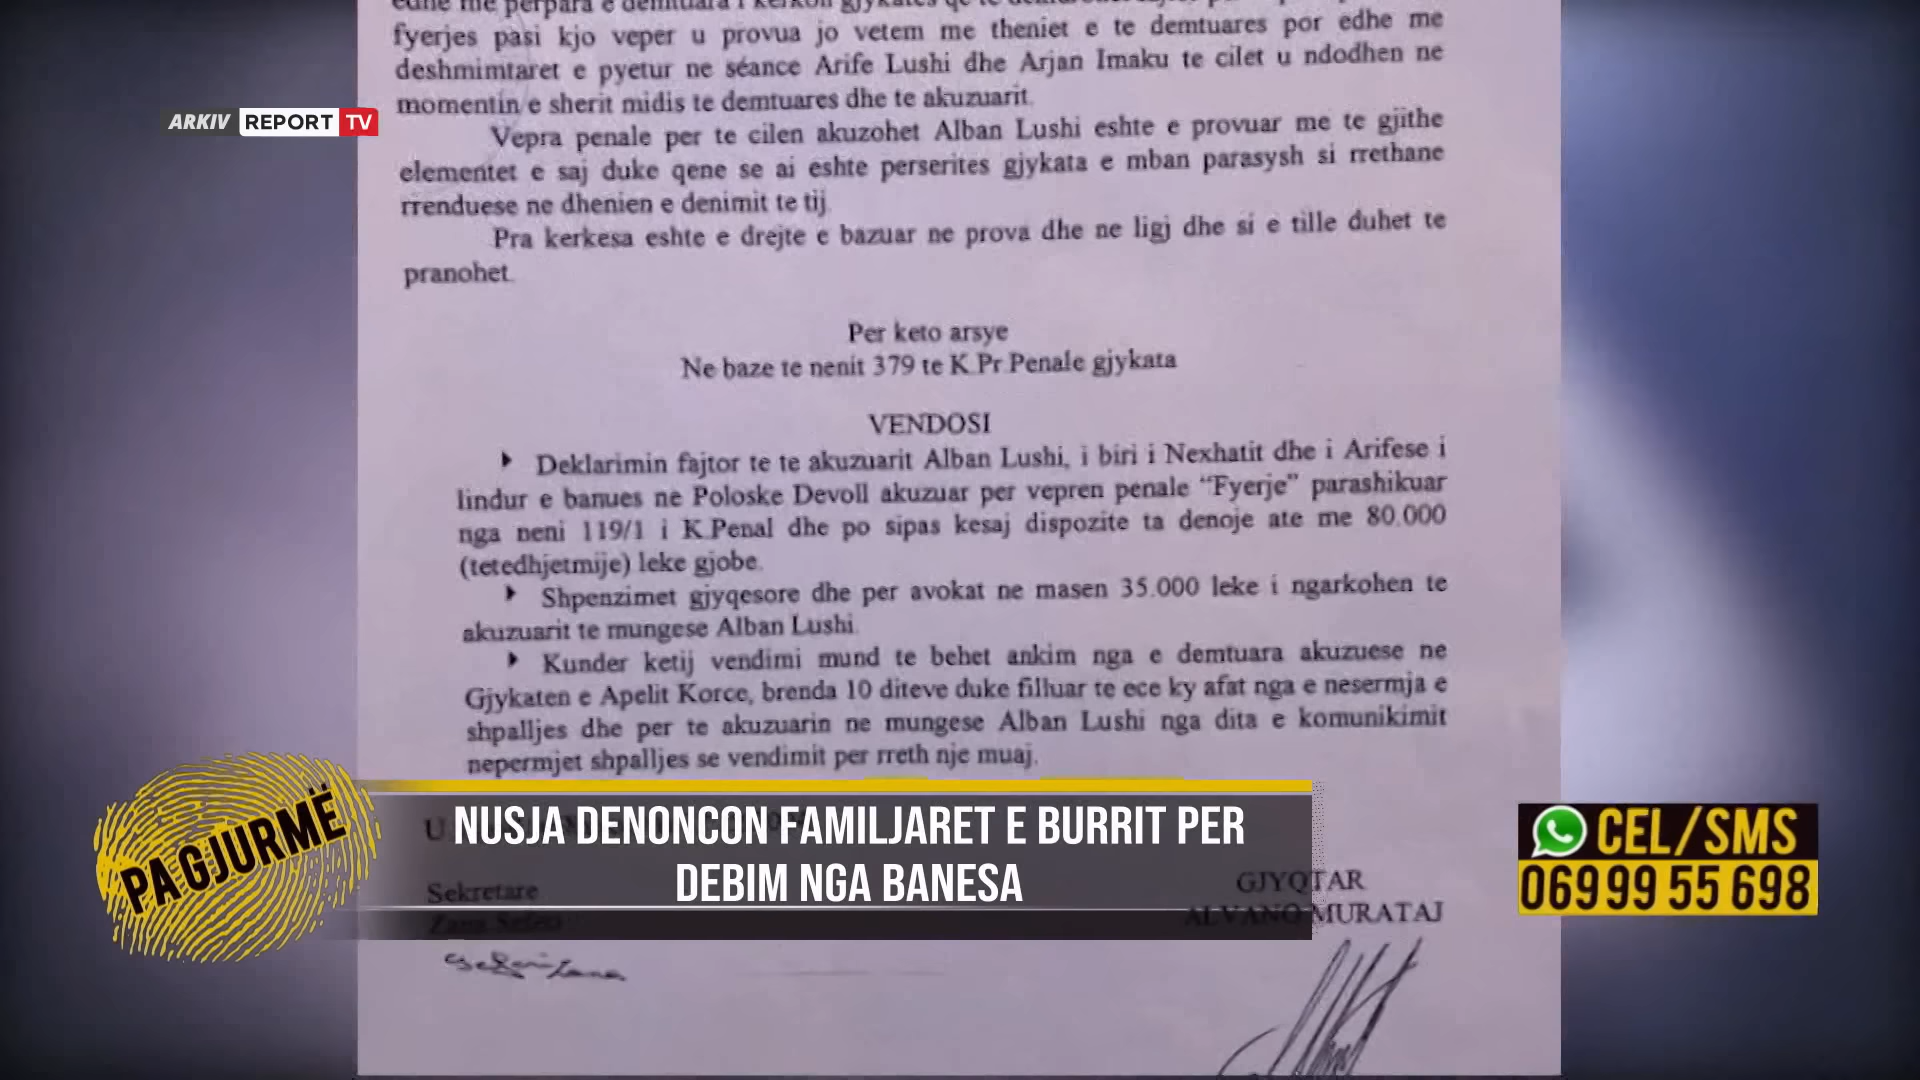 fyerjes pasi kjo veper u provua jo vetem me theniet e te demtuares por edhe me
deshmimtaret e pyetur ne séance Arife Lushi dhe Arjan Imaku te cilet u ndodhen ne
momentin e sherit midis te demtuares dhe te akuzuarit.
ARKIV REPORT TV
Vepra penale per te cilen akuzohet Alban Lushi eshte e provuar me te gjithe
elementet e saj duke qene se ai eshte perserites gjykata e mban parasysh si rrethane
rrenduese ne dhenien e denimit te tij.
Pra kerkesa eshte e drejte e bazuar ne prova dhe ne ligj dhe si e tille duhet te
pranohet.
Per keto arsye
Ne baze te nenit 379 te K.Pr.Penale gjykata
VENDOSI
Deklarimin fajtor te te akuzuarit Alban Lushi, i biri i Nexhatit dhe i Arifese i
lindur e banues ne Poloske Devoll akuzuar per vepren penale “Fyerje” parashikuar
nga neni 119/1 i K.Penal dhe po sipas kesaj dispozite ta denoje ate me 80.000
(tetedhjetmije) leke gjobe.
Shpenzimet gjyqesore dhe per avokat ne masen 35.000 leke i ngarkohen te
akuzuarit te mungese Alban Lushi.
Kunder ketij vendimi mund te behet ankim nga e demtuara akuzuese ne
Gjykaten e Apelit Korce, brenda 10 diteve duke filluar te ece ky afat nga e nesermja e
shpalljes dhe per te akuzuarin ne mungese Alban Lushi nga dita e komunikimit
nepermjet shpalljes se vendimit per rreth nje muaj.
PA GJURMË
NUSJA DENONCON FAMILJARET E BURRIT PER
DEBIM NGA BANESA
CEL/SMS
069 99 55 698
Sekretare
GJYQTAR
ALVANO MURATAJ